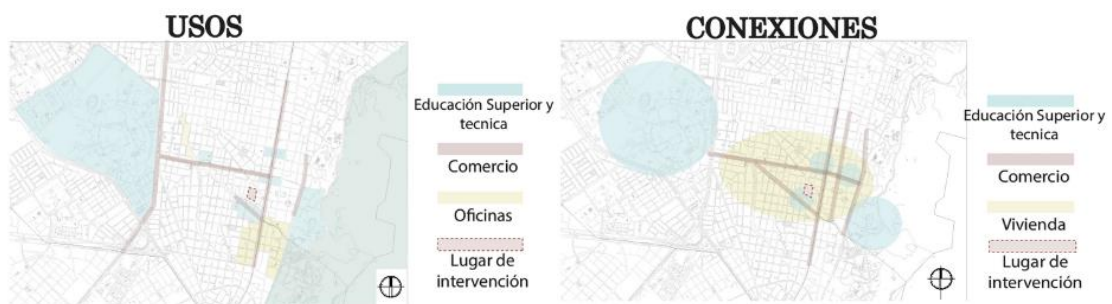 USOS
Educación Superior y
tecnica
Comercio
Oficinas
Lugar de
intervención
CONEXIONES
Educación Superior y
tecnica
Comercio
Vivienda
Lugar de
intervención